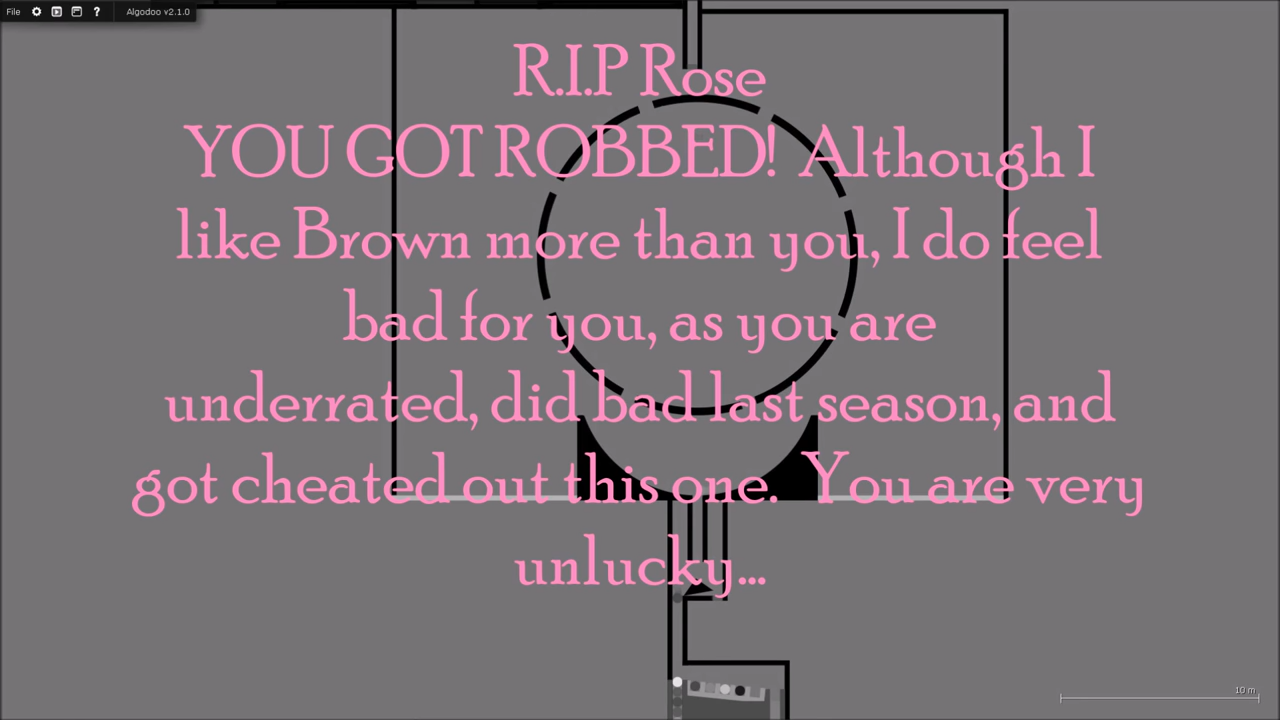 File ? Algodoo v2.1.0
R.I.P Rose
YOU GOT ROBBED! Although I
like Brown more than you, I do feel
bad for you, as you are
underrated, did bad last season, and
got cheated out this one. You are very
unlucky...
10 m